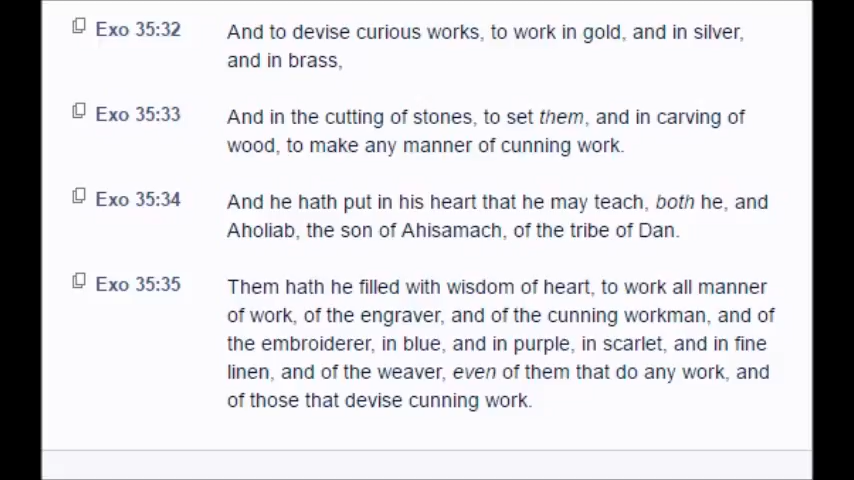 Exo 35:32 And to devise curious works, to work in gold, and in silver,
and in brass,
Exo 35:33 And in the cutting of stones, to set them, and in carving of
wood, to make any manner of cunning work.
Exo 35:34 And he hath put in his heart that he may teach, both he, and
Aholiab, the son of Ahisamach, of the tribe of Dan.
Exo 35:35 Them hath he filled with wisdom of heart, to work all manner
of work, of the engraver, and of the cunning workman, and of
the embroiderer, in blue, and in purple, in scarlet, and in fine
linen, and of the weaver, even of them that do any work, and
of those that devise cunning work.